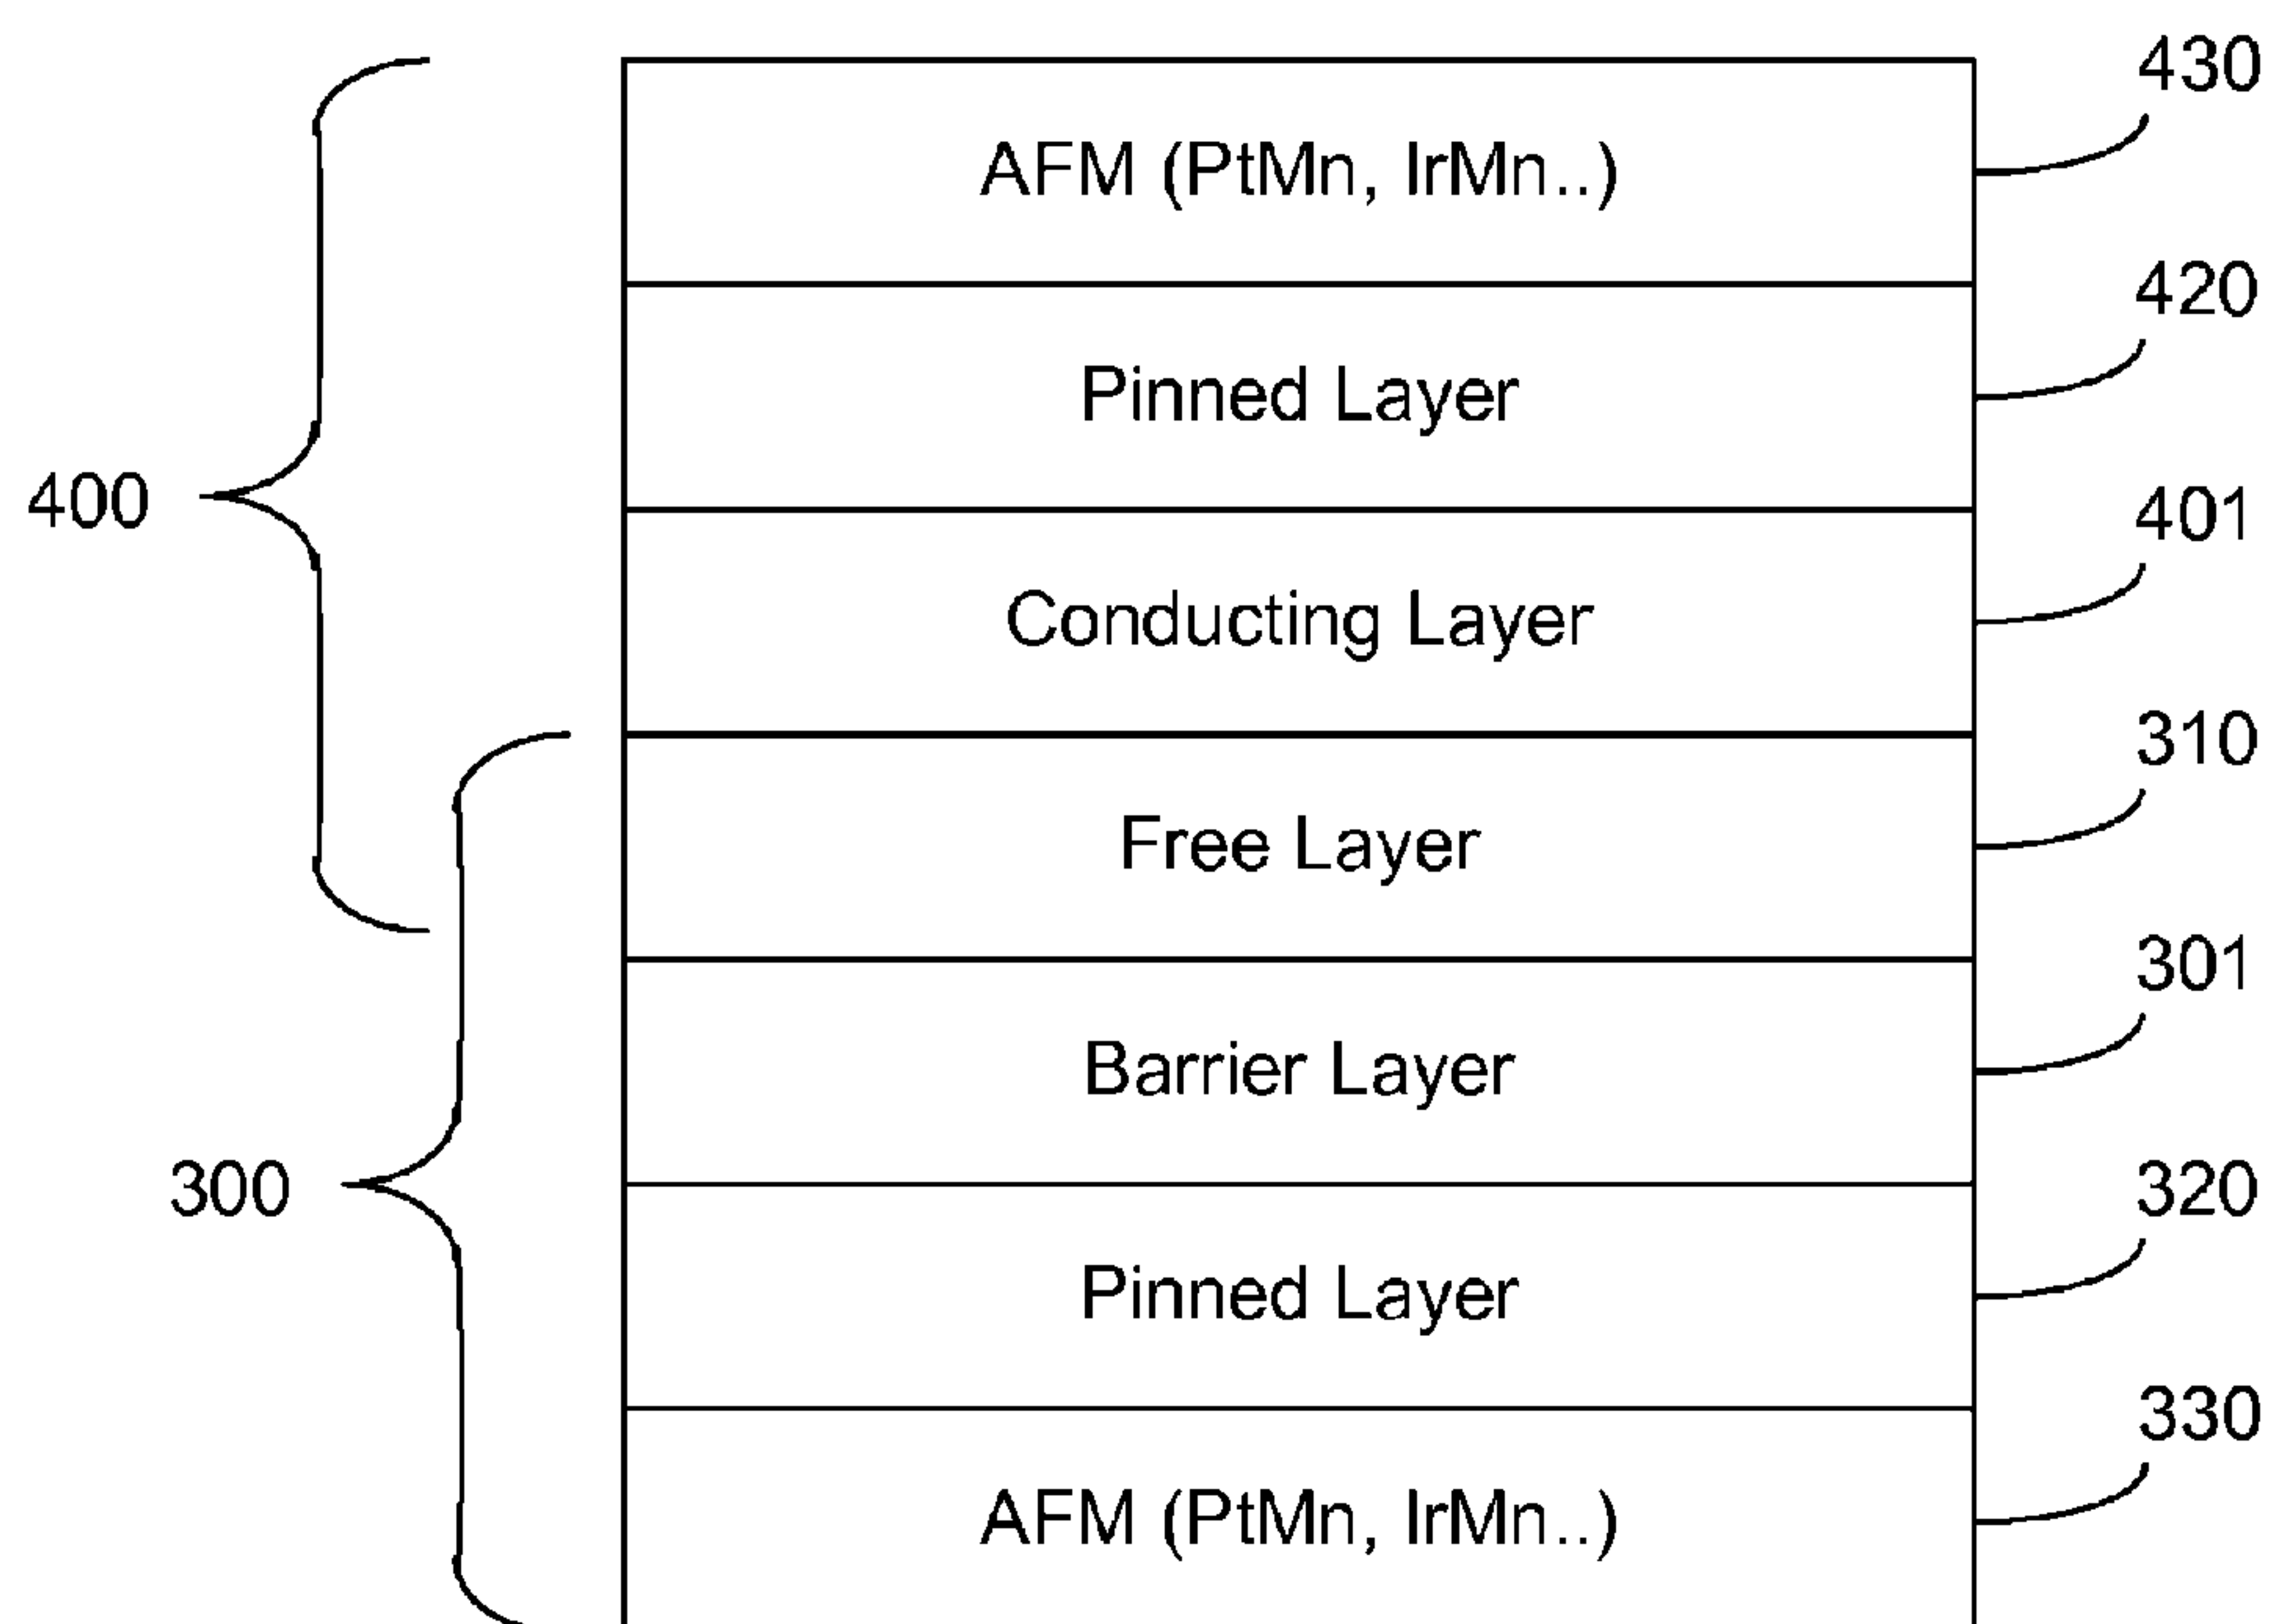 430
AFM (PtMn, IrMn..)
420
Pinned Layer
400
401
Conducting Layer
310
Free Layer
301
Barrier Layer
300
320
Pinned Layer
330
AFM (PtMn, IrMn..)